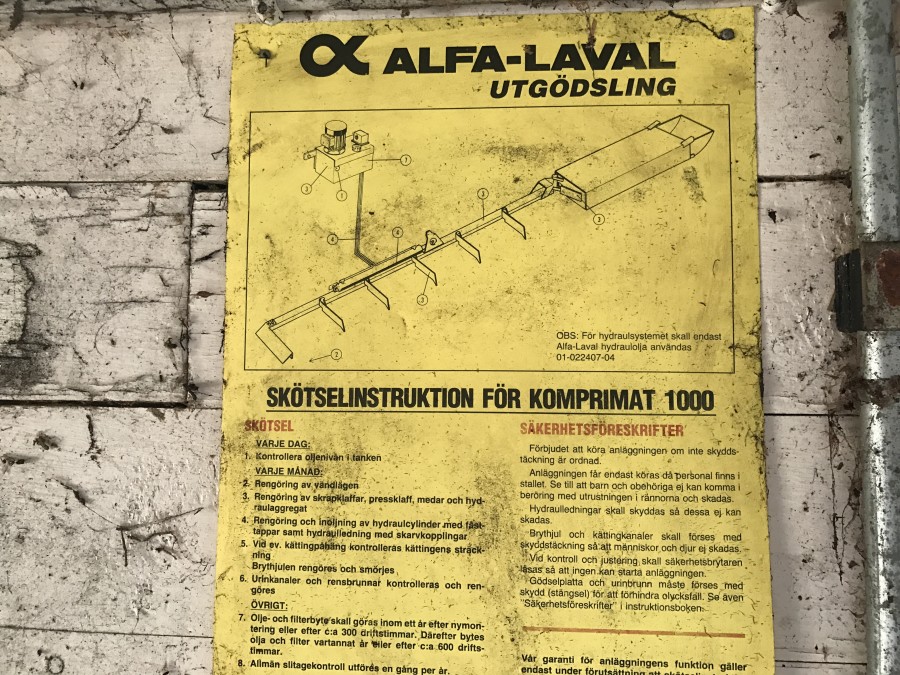 ALFA-LAVAL
UTGÖDSLING
7
3
1
3
4
4
3
3
2
OBS: För hydraulsystemet skall endast
Alfa-Laval hydraulolja användas
01-022407-04
SKÖTSELINSTRUKTION FÖR KOMPRIMAT 1000
SKÖTSEL
VARJE DAG:
1. Kontrollera oljenivån i tanken
VARJE MÅNAD:
2. Rengöring av vändlägen
3. Rengöring av skrapklaffar, pressklaff, medar och hyd-
raulaggregat
4. Rengöring och inoljning av hydraulcylinder med fäst-
tappar samt hydraulledning med skarvkopplingar
5. Vid ev. kättingpåhäng kontrolleras kättingens sträck-
ning
Brythjulen rengöres och smörjes
6. Urinkanaler och rensbrunnar kontrolleras och ren-
göres
ÖVRIGT:
7. Olje- och filterbyte skall göras inom ett år efter nymon-
tering eller efter c:a 300 driftstimmar. Därefter bytes
olja och filter vartannat år eller efter c:a 600 drifts-
timmar.
8. Allmän slitagekontroll utföres en gång per år.
SÄKERHETSFÖRESKRIFTER
Förbjudet att köra anläggningen om inte skydds-
täckning är ordnad.
Anläggningen får endast köras då personal finns i
stallet. Se till att barn och obehöriga ej kan komma i
beröring med utrustningen i rännorna och skadas.
Hydraulledningar skall skyddas så dessa ej kan
skadas.
Brythjul och kättingkanaler skall förses med
skyddstäckning så att människor och djur ej skadas.
Vid kontroll och justering skall säkerhetsbrytaren
låsas så att ingen kan starta anläggningen.
Gödselplatta och urinbrunn måste förses med
skydd (stängsel) för att förhindra olycksfall. Se även
"Säkerhetsföreskrifter" i instruktionsboken.
Vår garanti för anläggningens funktion gäller
endast under förutsättning att